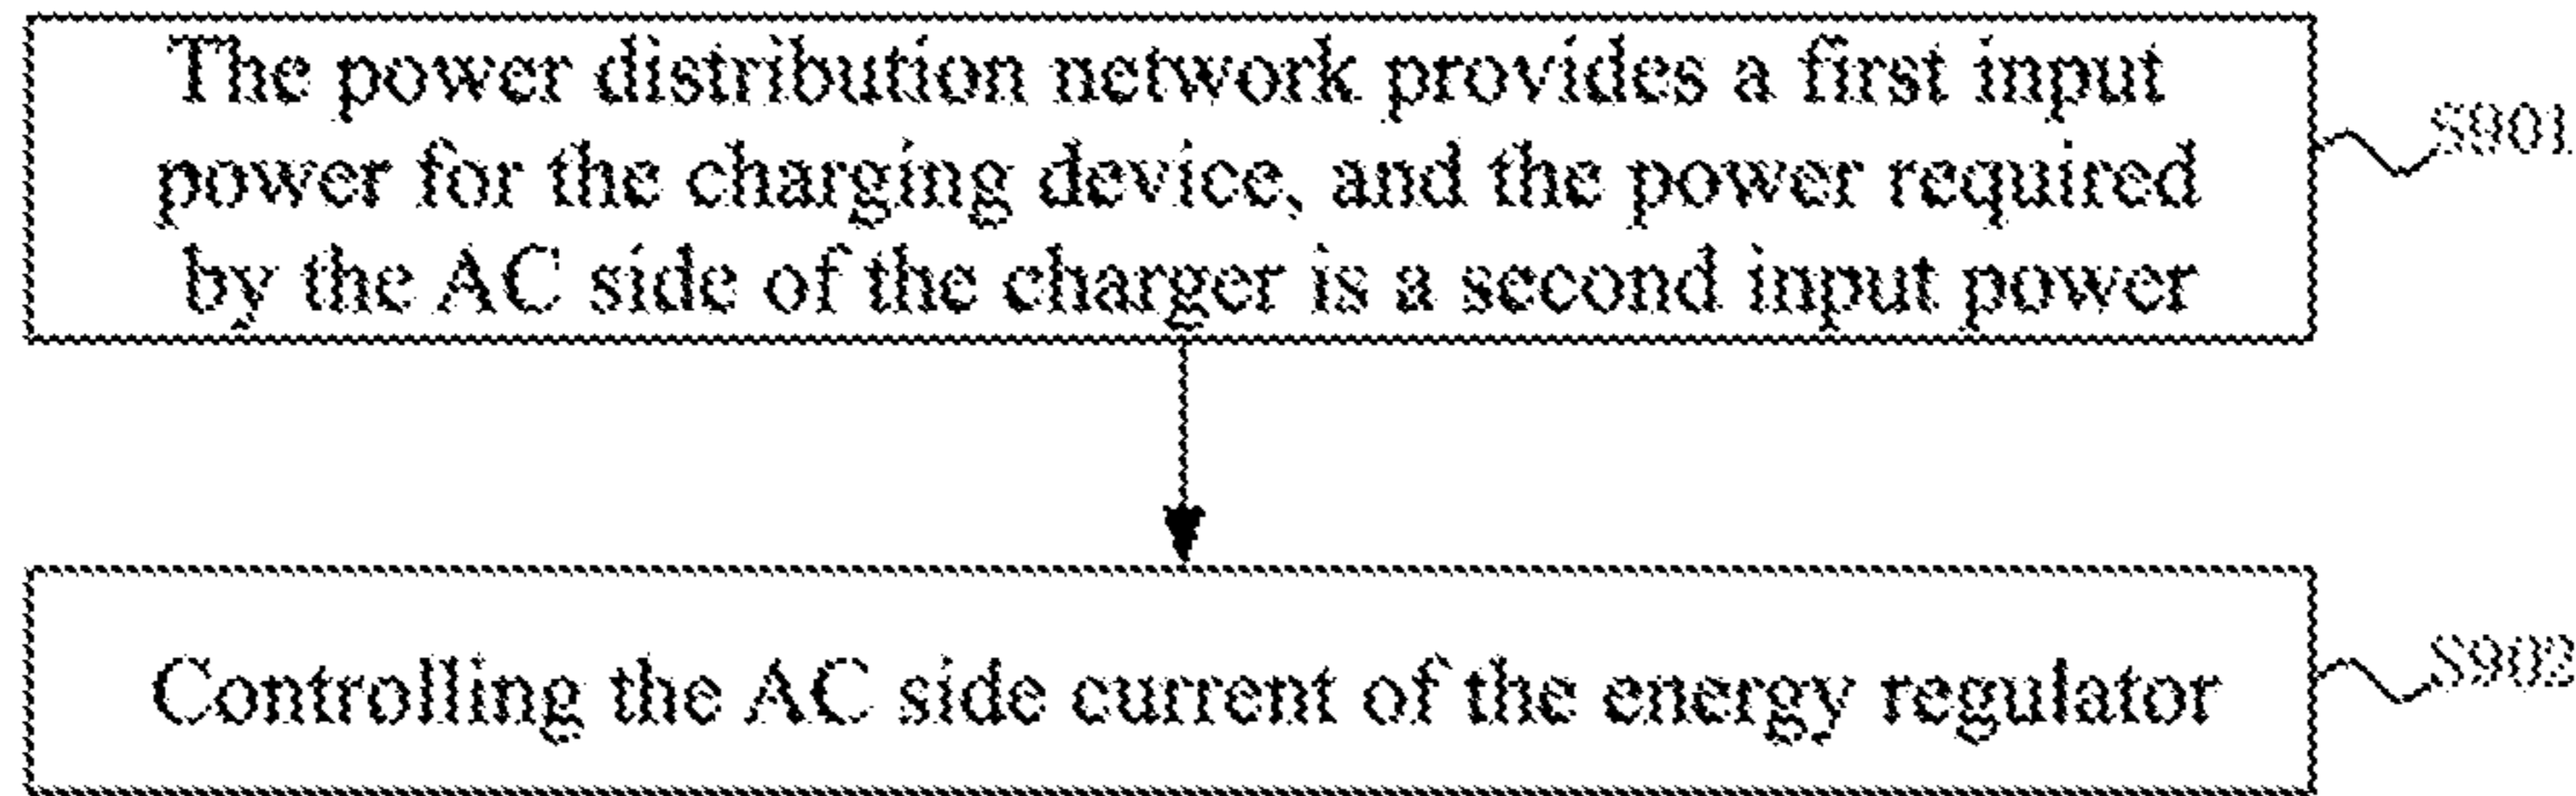 The power distribution network provides a first input
power for the charging device, and the power required
by the AC side of the charger is a second input power
S901
Controlling the AC side current of the energy regulator
S902